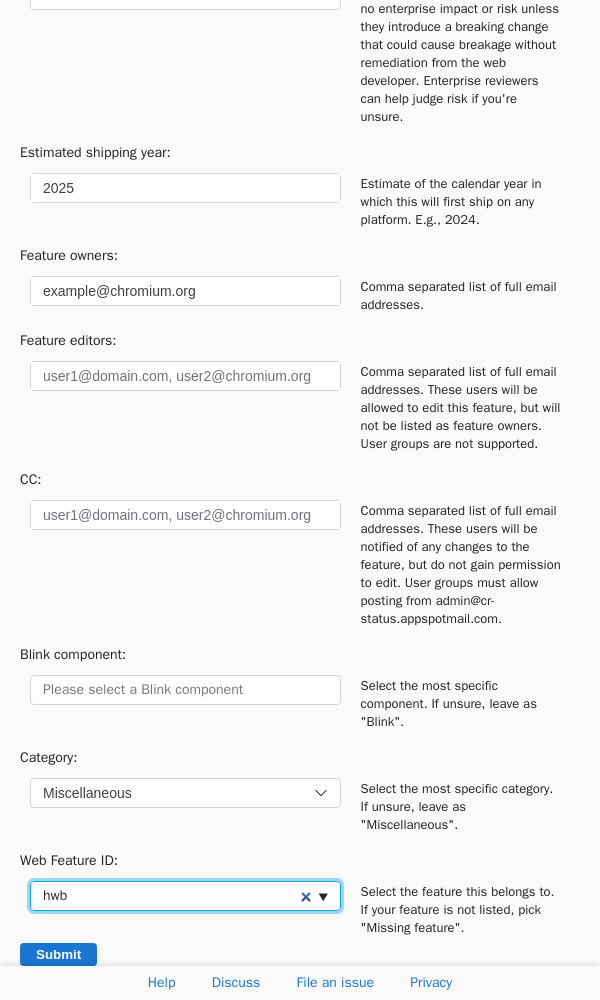 no enterprise impact or risk unless
they introduce a breaking change
that could cause breakage without
remediation from the web
developer. Enterprise reviewers
can help judge risk if you're
unsure.
Estimated shipping year:
2025
Estimate of the calendar year in
which this will first ship on any
platform. E.g., 2024.
Feature owners:
example@chromium.org
Comma separated list of full email
addresses.
Feature editors:
user1@domain.com, user2@chromium.org
Comma separated list of full email
addresses. These users will be
allowed to edit this feature, but will
not be listed as feature owners.
User groups are not supported.
CC:
user1@domain.com, user2@chromium.org
Comma separated list of full email
addresses. These users will be
notified of any changes to the
feature, but do not gain permission
to edit. User groups must allow
posting from admin@cr-
status.appspotmail.com.
Blink component:
Please select a Blink component
Select the most specific
component. If unsure, leave as
"Blink".
Category:
Miscellaneous
Select the most specific category.
If unsure, leave as
"Miscellaneous".
Web Feature ID:
hwb
Select the feature this belongs to.
If your feature is not listed, pick
"Missing feature".
Submit
Help Discuss File an issue Privacy